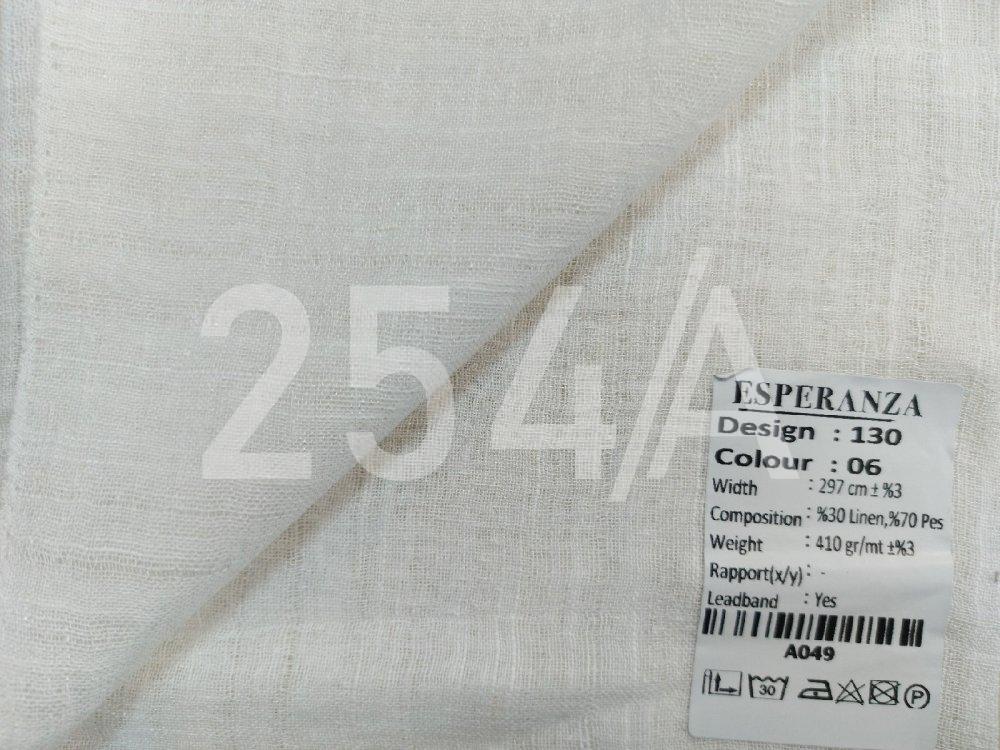 254/A
ESPERANZA
Design : 130
Colour : 06
Width : 297 cm ± %3
Composition : %30 Linen,%70 Pes
Weight : 410 gr/mt ±%3
Rapport(x/y) : -
Leadband : Yes
A049
30
P